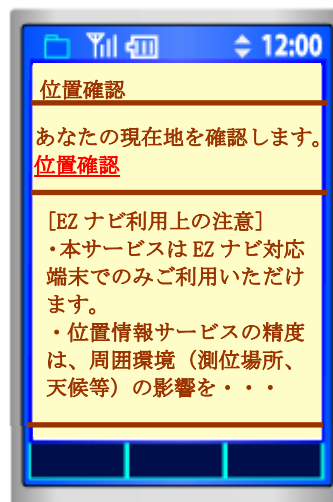 12:00
位置確認
あなたの現在地を確認します。
位置確認
[EZ ナビ利用上の注意]
・本サービスは EZ ナビ対応
端末でのみご利用いただけ
ます。
・位置情報サービスの精度
は、周囲環境（測位場所、
天候等）の影響を・・・